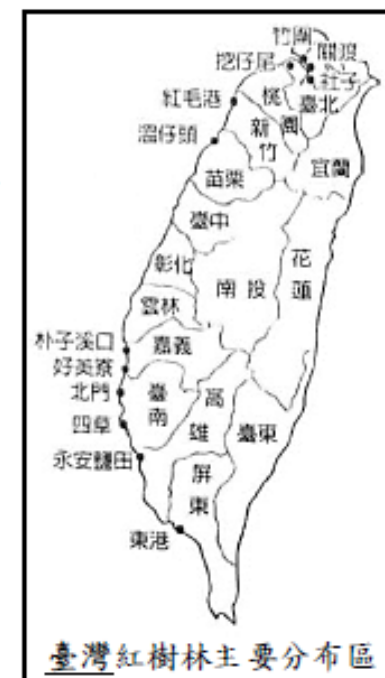 竹圍
關渡
挖仔尾
社子
紅毛港
桃園
臺北
新竹
溜仔頭
宜蘭
苗栗
臺中
花蓮
彰化
南投
雲林
朴子溪口
嘉義
好美寮
北門
臺南
高雄
四草
臺東
永安鹽田
屏東
東港
臺灣紅樹林主要分布區